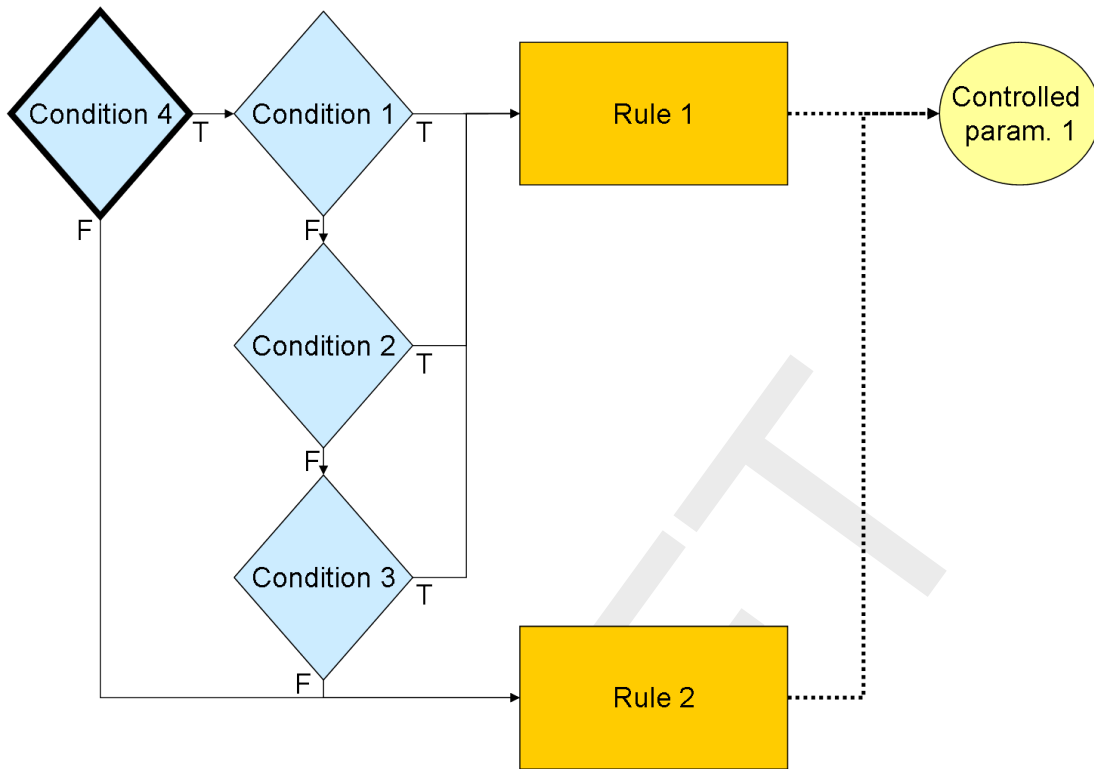 Condition 4
T
F
Condition 1
T
F
Rule 1
Controlled
param. 1
Condition 2
T
F
Condition 3
T
F
Rule 2